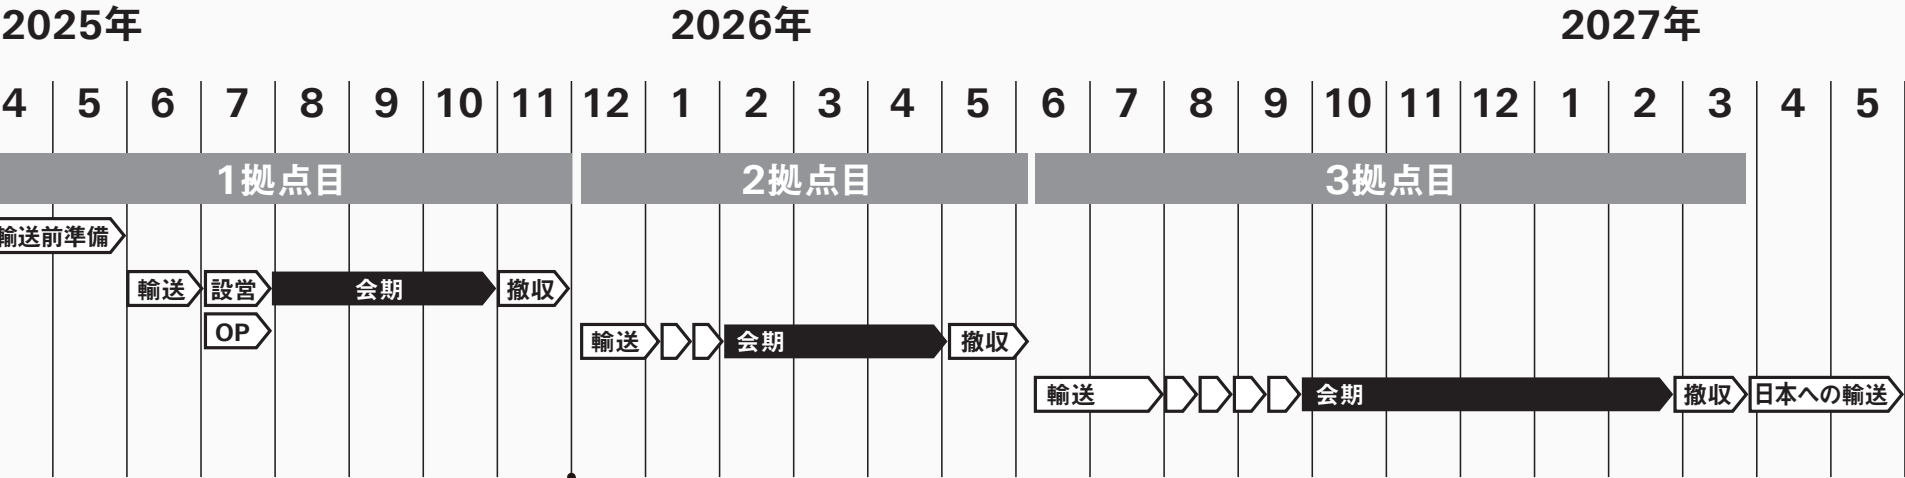 2025年 2026年 2027年
4 5 6 7 8 9 10 11 12 1 2 3 4 5 6 7 8 9 10 11 12 1 2 3 4 5
1拠点目 2拠点目 3拠点目
輸送前準備
輸送 設営 会期 撤収
OP
輸送 会期 撤収
輸送 会期 撤収 日本への輸送